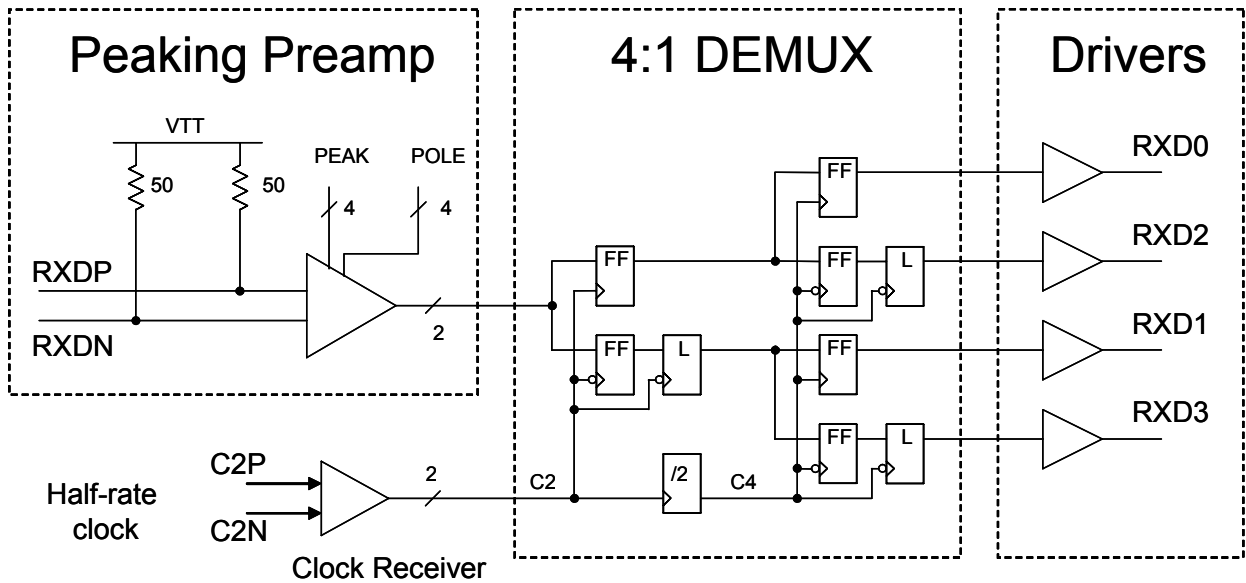 Peaking Preamp
4:1 DEMUX
Drivers
VTT
50
50
PEAK
POLE
4
4
RXDP
RXDN
2
FF
FF
L
FF
FF
L
FF
FF
L
RXD0
RXD2
RXD1
RXD3
Half-rate
clock
C2P
C2N
2
Clock Receiver
C2
/2
C4